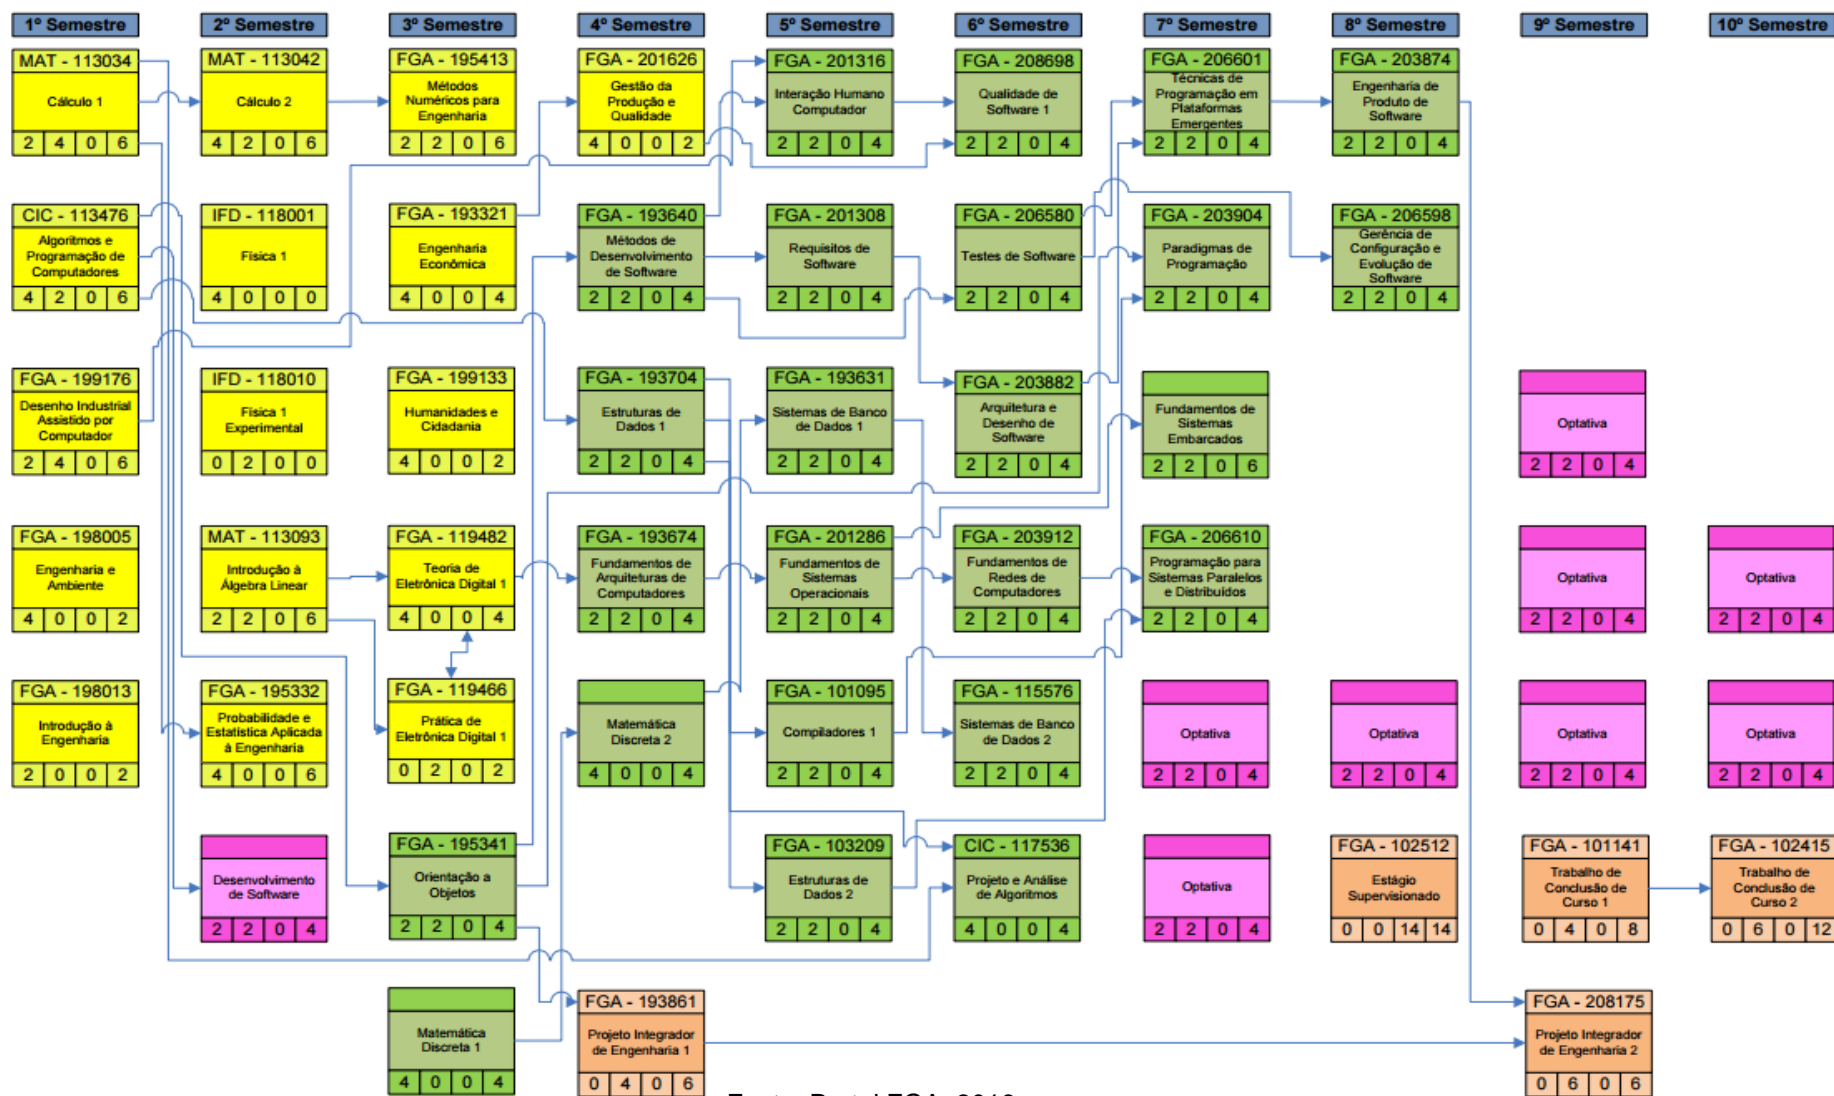 1º Semestre
2º Semestre
3º Semestre
4º Semestre
5º Semestre
6º Semestre
7º Semestre
8º Semestre
9º Semestre
10º Semestre
MAT - 113034
Cálculo 1
2 4 0 6
MAT - 113042
Cálculo 2
4 2 0 6
FGA - 195413
Métodos
Numéricos para
Engenharia
2 2 0 6
FGA - 201626
Gestão da
Produção e
Qualidade
4 0 0 2
FGA - 201316
Interação Humano
Computador
2 2 0 4
FGA - 208698
Qualidade de
Software 1
2 2 0 4
FGA - 206601
Técnicas de
Programação em
Plataformas
Emergentes
2 2 0 4
FGA - 203874
Engenharia de
Produto de
Software
2 2 0 4
CIC - 113476
Algoritmos e
Programação de
Computadores
4 2 0 6
IFD - 118001
Física 1
4 0 0 0
FGA - 193321
Engenharia
Econômica
4 0 0 4
FGA - 193640
Métodos de
Desenvolvimento
de Software
2 2 0 4
FGA - 201308
Requisitos de
Software
2 2 0 4
FGA - 206580
Testes de Software
2 2 0 4
FGA - 203904
Paradigmas de
Programação
2 2 0 4
FGA - 206598
Gerência de
Configuração e
Evolução de
Software
2 2 0 4
FGA - 199176
Desenho Industrial
Assistido por
Computador
2 4 0 6
IFD - 118010
Física 1
Experimental
0 2 0 0
FGA - 199133
Humanidades e
Cidadania
4 0 0 2
FGA - 193704
Estruturas de
Dados 1
2 2 0 4
FGA - 193631
Sistemas de Banco
de Dados 1
2 2 0 4
FGA - 203882
Arquitetura e
Desenho de
Software
2 2 0 4
Fundamentos de
Sistemas
Embarcados
2 2 0 6
Optativa
2 2 0 4
FGA - 198005
Engenharia e
Ambiente
4 0 0 2
MAT - 113093
Introdução à
Álgebra Linear
2 2 0 6
FGA - 119482
Teoria de
Eletrônica Digital 1
4 0 0 4
FGA - 193674
Fundamentos de
Arquiteturas de
Computadores
2 2 0 4
FGA - 201286
Fundamentos de
Sistemas
Operacionais
2 2 0 4
FGA - 203912
Fundamentos de
Redes de
Computadores
2 2 0 4
FGA - 206610
Programação para
Sistemas Paralelos
e Distribuídos
2 2 0 4
Optativa
2 2 0 4
Optativa
2 2 0 4
FGA - 198013
Introdução à
Engenharia
2 0 0 2
FGA - 195332
Probabilidade e
Estatística Aplicada
à Engenharia
4 0 0 6
FGA - 119466
Prática de
Eletrônica Digital 1
0 2 0 2
Matemática
Discreta 2
4 0 0 4
FGA - 101095
Compiladores 1
2 2 0 4
FGA - 115576
Sistemas de Banco
de Dados 2
2 2 0 4
Optativa
2 2 0 4
Optativa
2 2 0 4
Optativa
2 2 0 4
Optativa
2 2 0 4
Desenvolvimento
de Software
2 2 0 4
FGA - 195341
Orientação a
Objetos
2 2 0 4
FGA - 103209
Estruturas de
Dados 2
2 2 0 4
CIC - 117536
Projeto e Análise
de Algoritmos
4 0 0 4
Optativa
2 2 0 4
FGA - 102512
Estágio
Supervisionado
0 0 14 14
FGA - 101141
Trabalho de
Conclusão de
Curso 1
0 4 0 8
FGA - 102415
Trabalho de
Conclusão de
Curso 2
0 6 0 12
Matemática
Discreta 1
4 0 0 4
FGA - 193861
Projeto Integrador
de Engenharia 1
0 4 0 6
FGA - 208175
Projeto Integrador
de Engenharia 2
0 6 0 6